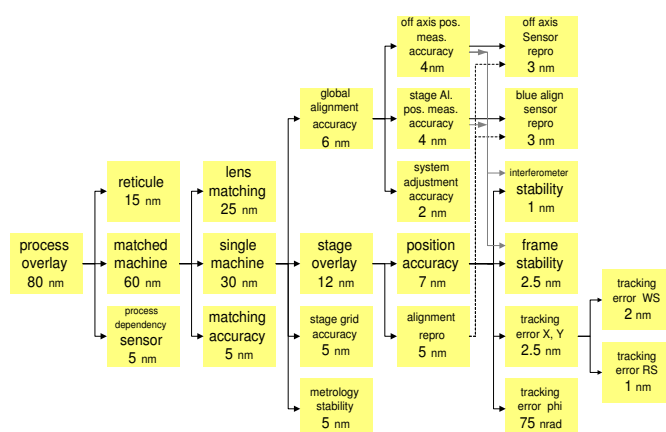 off axis pos.
meas.
accuracy
4nm
off axis
Sensor
repro
3 nm
global
alignment
accuracy
6 nm
stage Al.
pos. meas.
accuracy
4 nm
blue align
sensor
repro
3 nm
reticule
15 nm
lens
matching
25 nm
system
adjustment
accuracy
2 nm
interferometer
stability
1 nm
process
overlay
80 nm
matched
machine
60 nm
single
machine
30 nm
stage
overlay
12 nm
position
accuracy
7 nm
frame
stability
2.5 nm
tracking
error WS
2 nm
process
dependency
sensor
5 nm
matching
accuracy
5 nm
stage grid
accuracy
5 nm
alignment
repro
5 nm
tracking
error X, Y
2.5 nm
tracking
error RS
1 nm
metrology
stability
5 nm
tracking
error phi
75 nrad